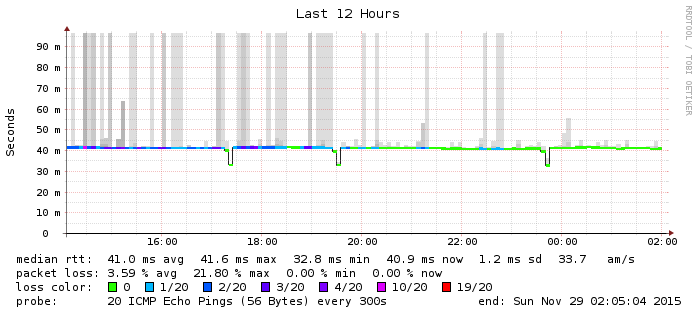 Last 12 Hours
RRDTOOL / TOBI OETIKER
Seconds
90 m
80 m
70 m
60 m
50 m
40 m
30 m
20 m
10 m
0
16:00 18:00 20:00 22:00 00:00 02:00
median rtt: 41.0 ms avg 41.6 ms max 32.8 ms min 40.9 ms now 1.2 ms sd 33.7 am/s
packet loss: 3.59 % avg 21.80 % max 0.00 % min 0.00 % now
loss color: 0 1/20 2/20 3/20 4/20 10/20 19/20
probe: 20 ICMP Echo Pings (56 Bytes) every 300s end: Sun Nov 29 02:05:04 2015